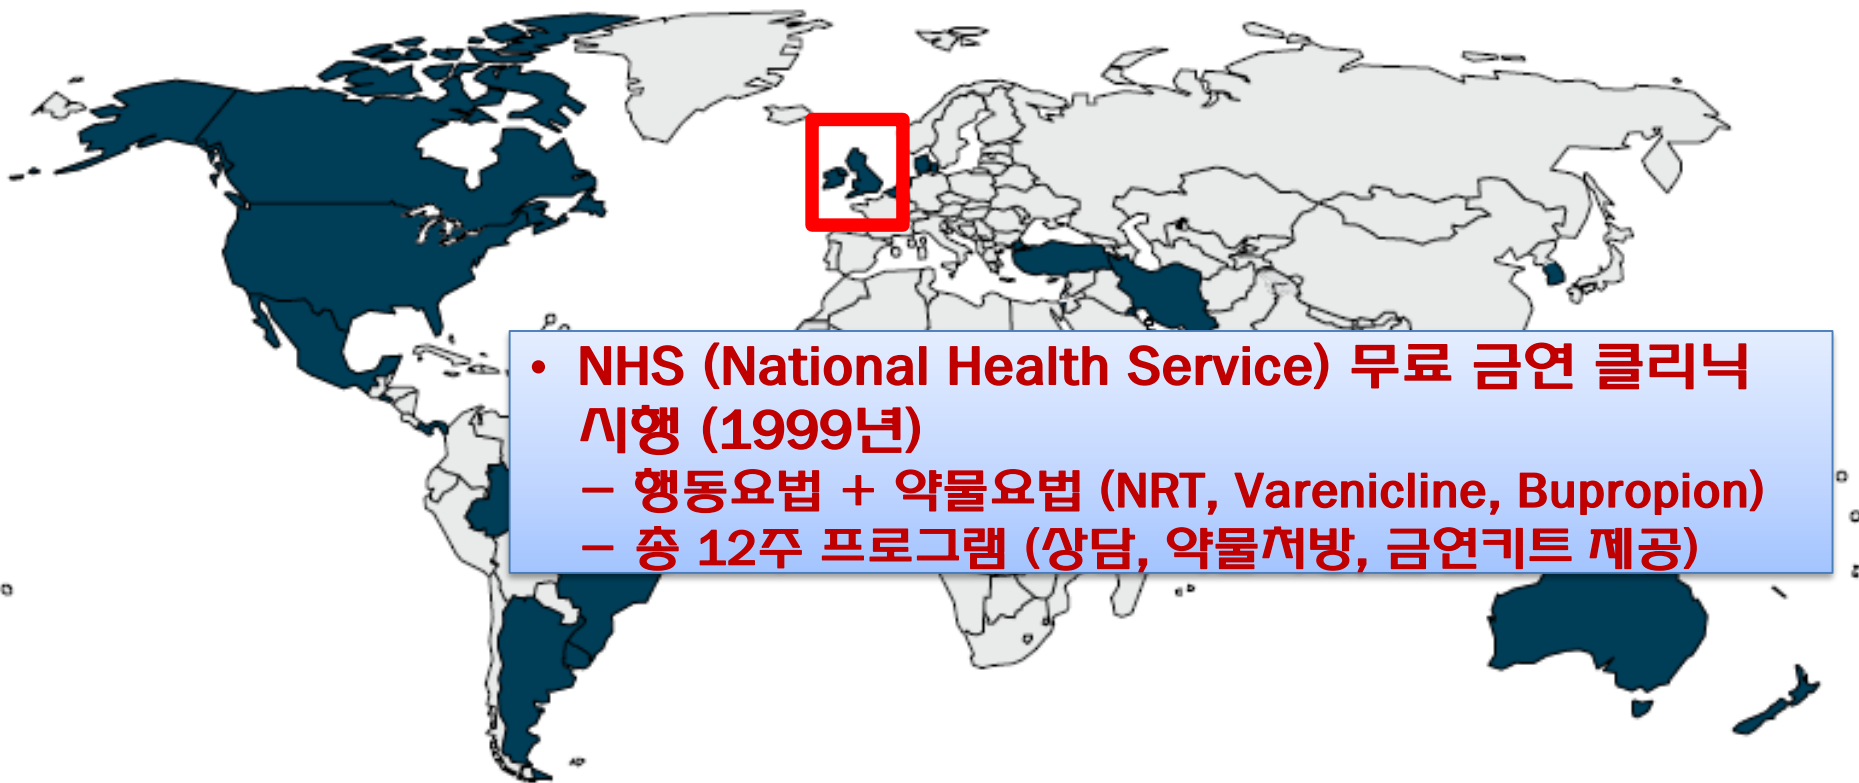 • NHS (National Health Service) 무료 금연 클리닉
시행 (1999년)
– 행동요법 + 약물요법 (NRT, Varenicline, Bupropion)
– 총 12주 프로그램 (상담, 약물처방, 금연키트 제공)